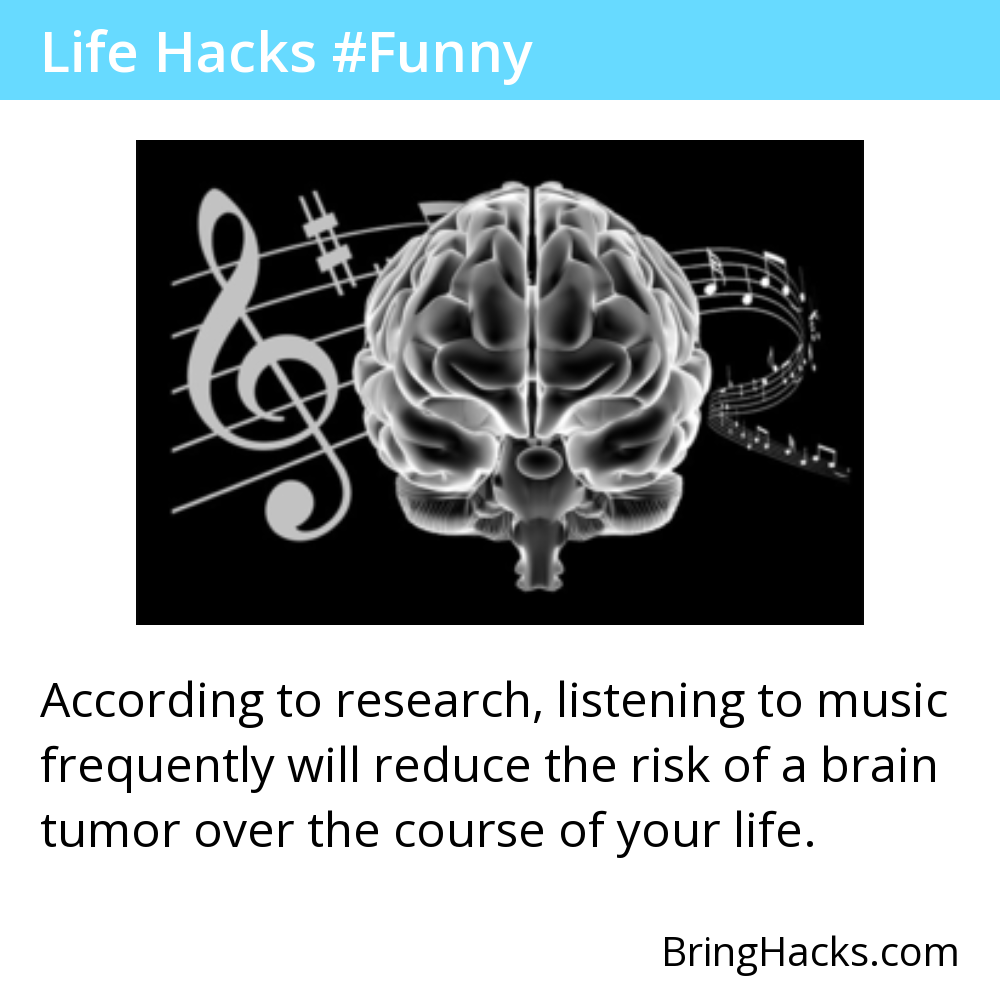 Life Hacks #Funny
According to research, listening to music
frequently will reduce the risk of a brain
tumor over the course of your life.
BringHacks.com